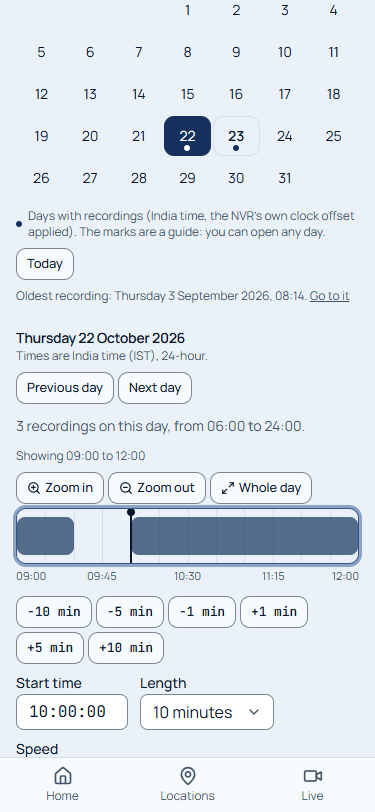 1 2 3 4
5 6 7 8 9 10 11
12 13 14 15 16 17 18
19 20 21 22 23 24 25
26 27 28 29 30 31
Days with recordings (India time, the NVR's own clock offset
applied). The marks are a guide: you can open any day.
Today
Oldest recording: Thursday 3 September 2026, 08:14. Go to it
Thursday 22 October 2026
Times are India time (IST), 24-hour.
Previous day Next day
3 recordings on this day, from 06:00 to 24:00.
Showing 09:00 to 12:00
Zoom in Zoom out Whole day
09:00 09:45 10:30 11:15 12:00
-10 min -5 min -1 min +1 min
+5 min +10 min
Start time Length
10:00:00 10 minutes
Speed
Home Locations Live